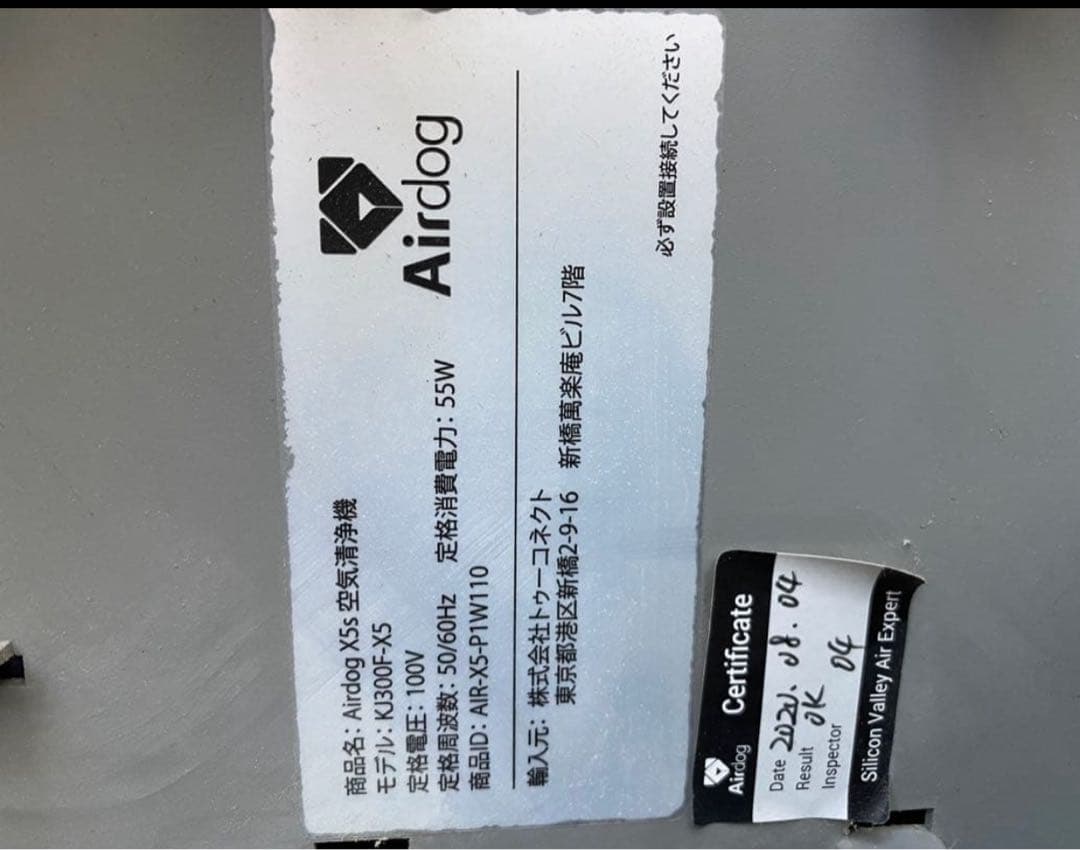 Airdog
商品名: Airdog X5s 空気清浄機
モデル: KJ300F-X5
定格電圧: 100V
定格周波数: 50/60Hz 定格消費電力: 55W
商品ID: AIR-X5-P1W110
輸入元: 株式会社トゥーコネクト
東京都港区新橋2-9-16 新橋萬楽庵ビル7階
必ず設置接続してください
Airdog Certificate
Date 2020.08.04
Result OK
Inspector 04
Silicon Valley Air Expert